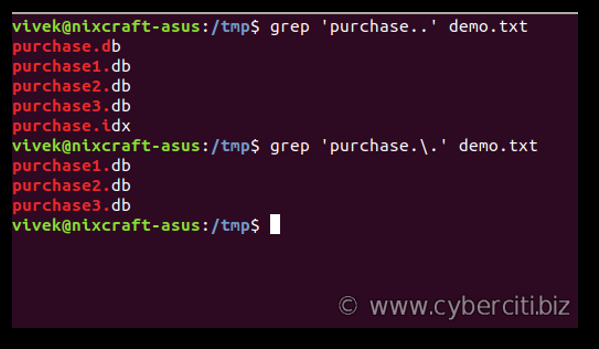 vivek@nixcraft-asus:/tmp$ grep 'purchase..' demo.txt
purchase.db
purchase1.db
purchase2.db
purchase3.db
purchase.idx
vivek@nixcraft-asus:/tmp$ grep 'purchase.\.' demo.txt
purchase1.db
purchase2.db
purchase3.db
vivek@nixcraft-asus:/tmp$
© www.cyberciti.biz